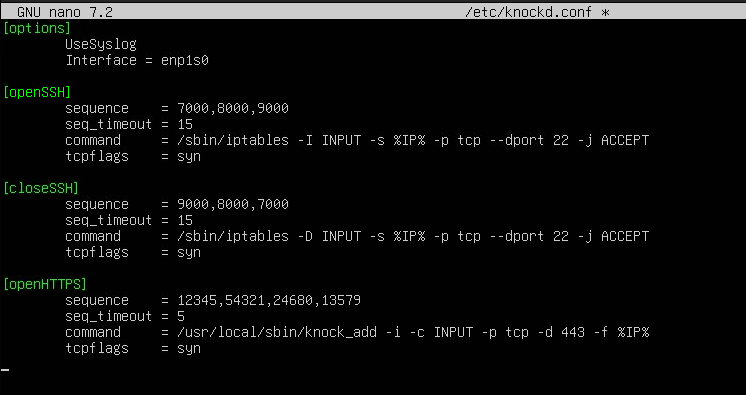 GNU nano 7.2 /etc/knockd.conf *
[options]
UseSyslog
Interface = enp1s0
[openSSH]
sequence = 7000,8000,9000
seq_timeout = 15
command = /sbin/iptables -I INPUT -s %IP% -p tcp --dport 22 -j ACCEPT
tcpflags = syn
[closeSSH]
sequence = 9000,8000,7000
seq_timeout = 15
command = /sbin/iptables -D INPUT -s %IP% -p tcp --dport 22 -j ACCEPT
tcpflags = syn
[openHTTPS]
sequence = 12345,54321,24680,13579
seq_timeout = 5
command = /usr/local/sbin/knock_add -i -c INPUT -p tcp -d 443 -f %IP%
tcpflags = syn